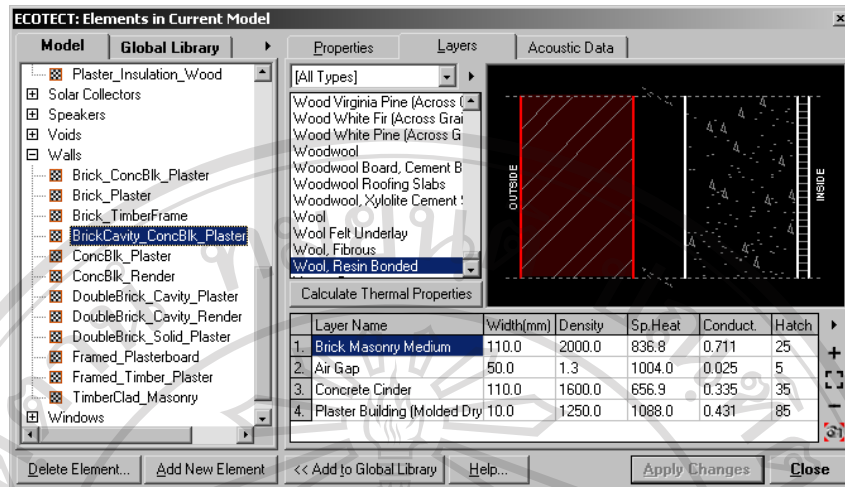 ECOTECT: Elements in Current Model
Model
Global Library
Plaster_Insulation_Wood
Solar Collectors
Speakers
Voids
Walls
Brick_ConcBlk_Plaster
Brick_Plaster
Brick_TimberFrame
BrickCavity_ConcBlk_Plaster
ConcBlk_Plaster
ConcBlk_Render
DoubleBrick_Cavity_Plaster
DoubleBrick_Cavity_Render
DoubleBrick_Solid_Plaster
Framed_Plasterboard
Framed_Timber_Plaster
TimberClad_Masonry
Windows
Properties
Layers
Acoustic Data
[All Types]
Wood Virginia Pine (Across (
Wood White Fir (Across Grai
Wood White Pine (Across G
Woodwool
Woodwool Board, Cement B
Woodwool Roofing Slabs
Woodwool, Xylolite Cement
Wool
Wool Felt Underlay
Wool, Fibrous
Wool, Resin Bonded
Calculate Thermal Properties
OUTSIDE
INSIDE
Layer Name Width(mm) Density Sp.Heat Conduct. Hatch
1. Brick Masonry Medium 110.0 2000.0 836.8 0.711 25
2. Air Gap 50.0 1.3 1004.0 0.025 5
3. Concrete Cinder 110.0 1600.0 656.9 0.335 35
4. Plaster Building (Molded Dry 10.0 1250.0 1088.0 0.431 85
Delete Element... Add New Element << Add to Global Library Help... Apply Changes Close